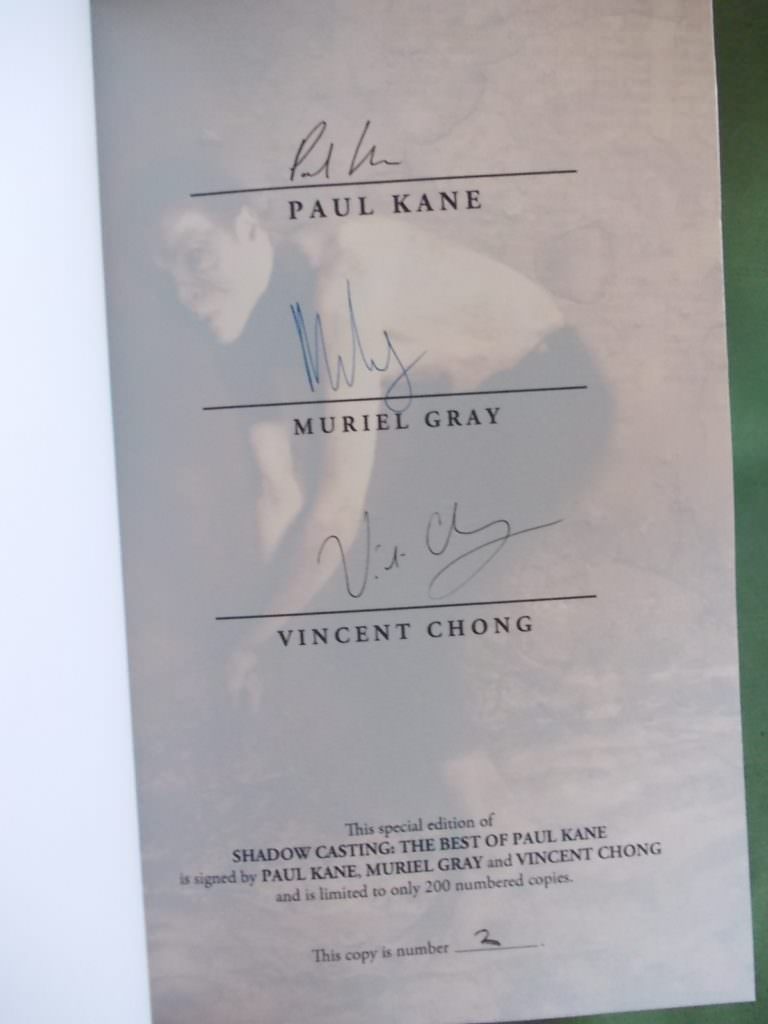 PAUL KANE
MURIEL GRAY
Vincent Chong
VINCENT CHONG
This special edition of
SHADOW CASTING: THE BEST OF PAUL KANE
is signed by PAUL KANE, MURIEL GRAY and VINCENT CHONG
and is limited to only 200 numbered copies.
This copy is number 2.